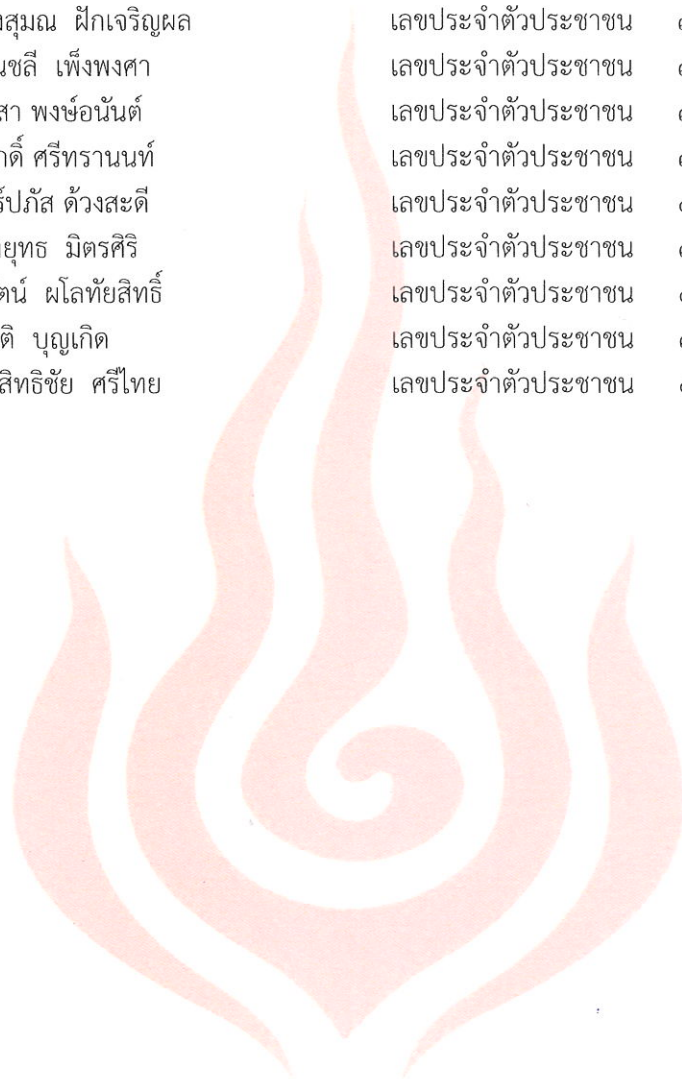 งสุมณ ฝักเจริญผล เลขประจำตัวประชาชน
นชลี เพ็งพงศา เลขประจำตัวประชาชน
สา พงษ์อนันต์ เลขประจำตัวประชาชน
กดิ์ ศรีทรานนท์ เลขประจำตัวประชาชน
ร์ปภัส ด้วงสะดี เลขประจำตัวประชาชน
ยุทธ มิตรศิริ เลขประจำตัวประชาชน
ตน์ ผโลทัยสิทธิ์ เลขประจำตัวประชาชน
ติ บุญเกิด เลขประจำตัวประชาชน
สิทธิชัย ศรีไทย เลขประจำตัวประชาชน